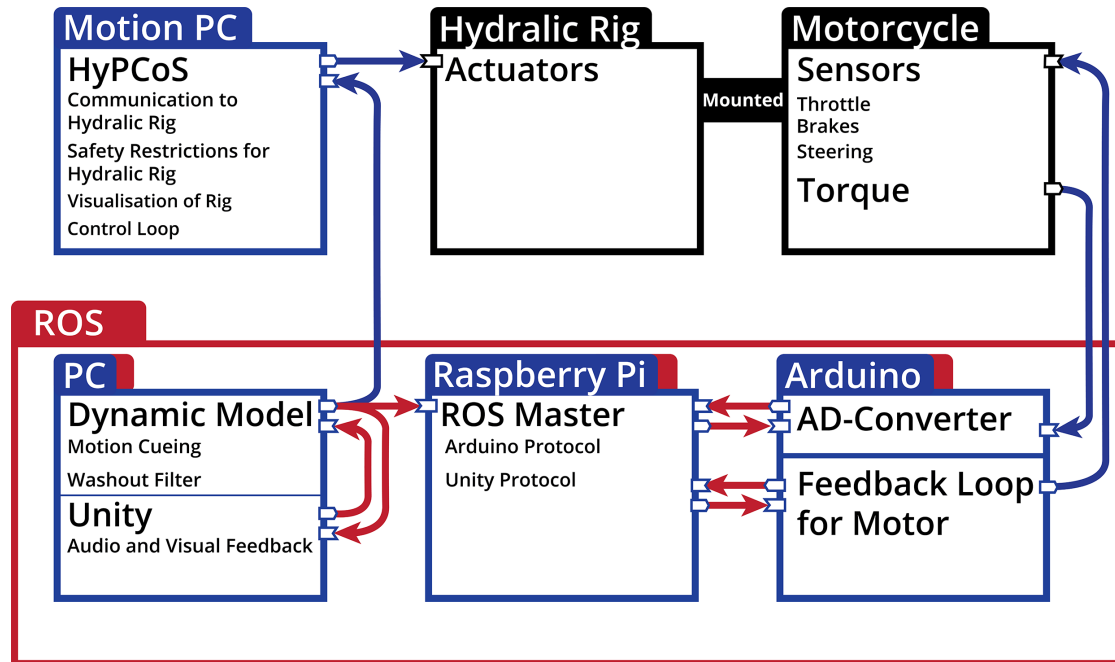 Motion PC
HyPCoS
Communication to
Hydralic Rig
Safety Restrictions for
Hydralic Rig
Visualisation of Rig
Control Loop
Hydralic Rig
Actuators
Mounted
Motorcycle
Sensors
Throttle
Brakes
Steering
Torque
ROS
PC
Dynamic Model
Motion Cueing
Washout Filter
Unity
Audio and Visual Feedback
Raspberry Pi
ROS Master
Arduino Protocol
Unity Protocol
Arduino
AD-Converter
Feedback Loop
for Motor